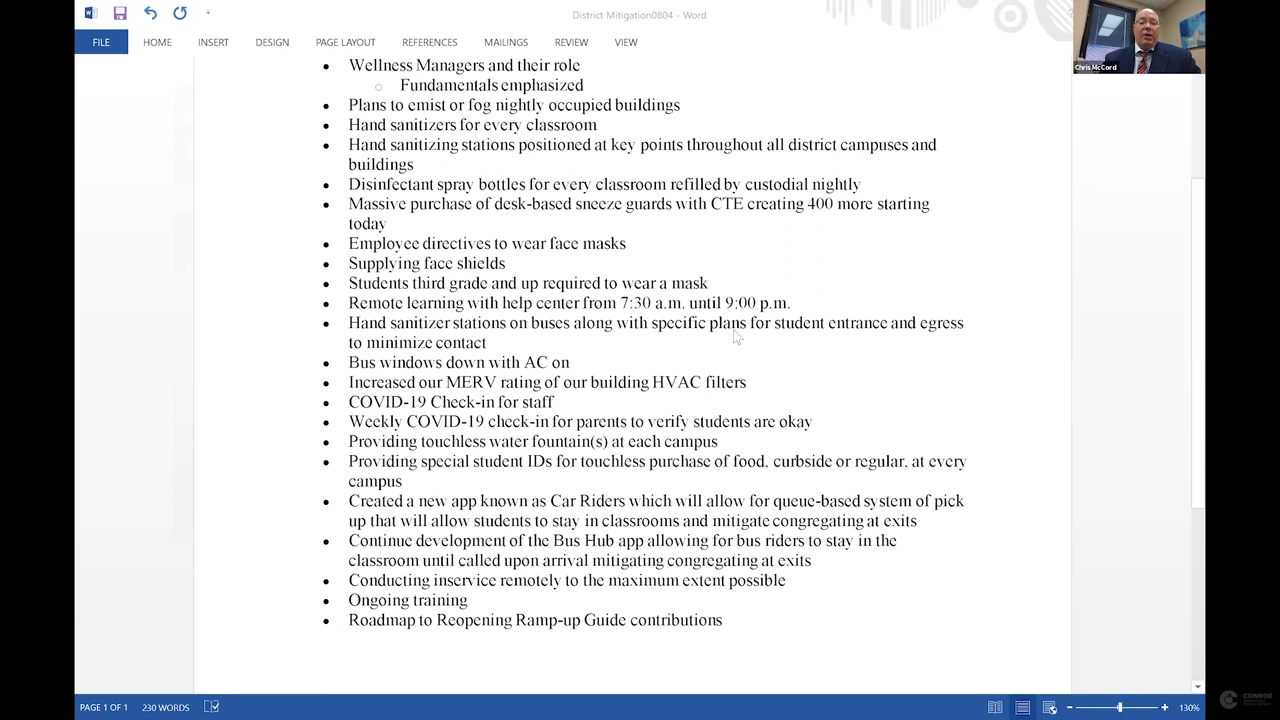 District Mitigation0804 - Word
FILE HOME INSERT DESIGN PAGE LAYOUT REFERENCES MAILINGS REVIEW VIEW
Chris McCord
• Wellness Managers and their role
○ Fundamentals emphasized
• Plans to emist or fog nightly occupied buildings
• Hand sanitizers for every classroom
• Hand sanitizing stations positioned at key points throughout all district campuses and
buildings
• Disinfectant spray bottles for every classroom refilled by custodial nightly
• Massive purchase of desk-based sneeze guards with CTE creating 400 more starting
today
• Employee directives to wear face masks
• Supplying face shields
• Students third grade and up required to wear a mask
• Remote learning with help center from 7:30 a.m. until 9:00 p.m.
• Hand sanitizer stations on buses along with specific plans for student entrance and egress
to minimize contact
• Bus windows down with AC on
• Increased our MERV rating of our building HVAC filters
• COVID-19 Check-in for staff
• Weekly COVID-19 check-in for parents to verify students are okay
• Providing touchless water fountain(s) at each campus
• Providing special student IDs for touchless purchase of food, curbside or regular, at every
campus
• Created a new app known as Car Riders which will allow for queue-based system of pick
up that will allow students to stay in classrooms and mitigate congregating at exits
• Continue development of the Bus Hub app allowing for bus riders to stay in the
classroom until called upon arrival mitigating congregating at exits
• Conducting inservice remotely to the maximum extent possible
• Ongoing training
• Roadmap to Reopening Ramp-up Guide contributions
PAGE 1 OF 1 230 WORDS 130%
CONROE